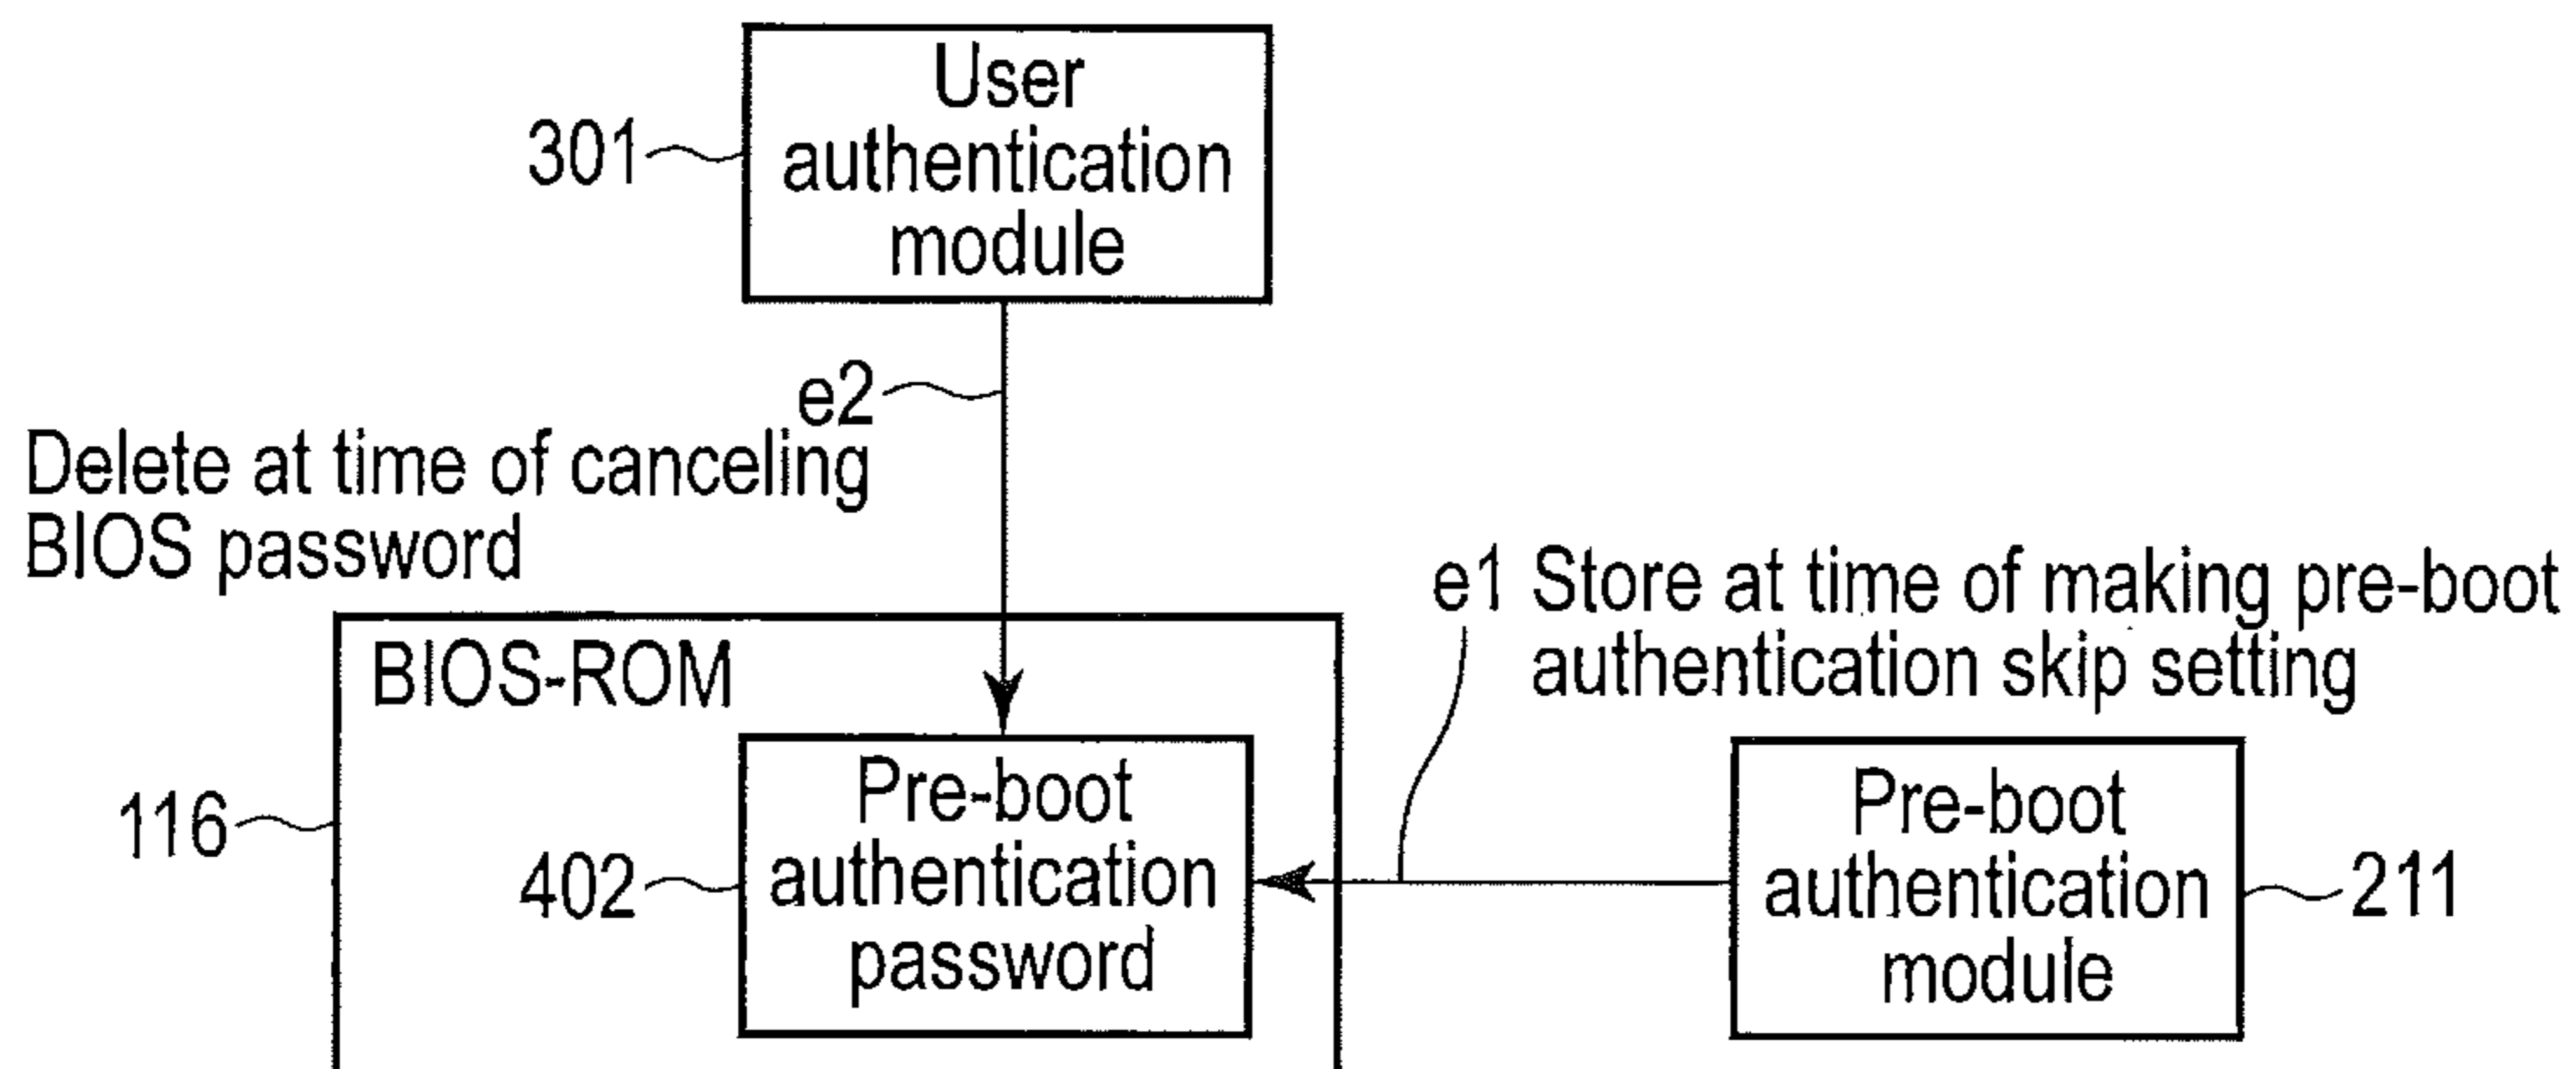 User
authentication
module
301
e2
Delete at time of canceling
BIOS password
e1 Store at time of making pre-boot
authentication skip setting
BIOS-ROM
116
Pre-boot
authentication
password
402
Pre-boot
authentication
module
211